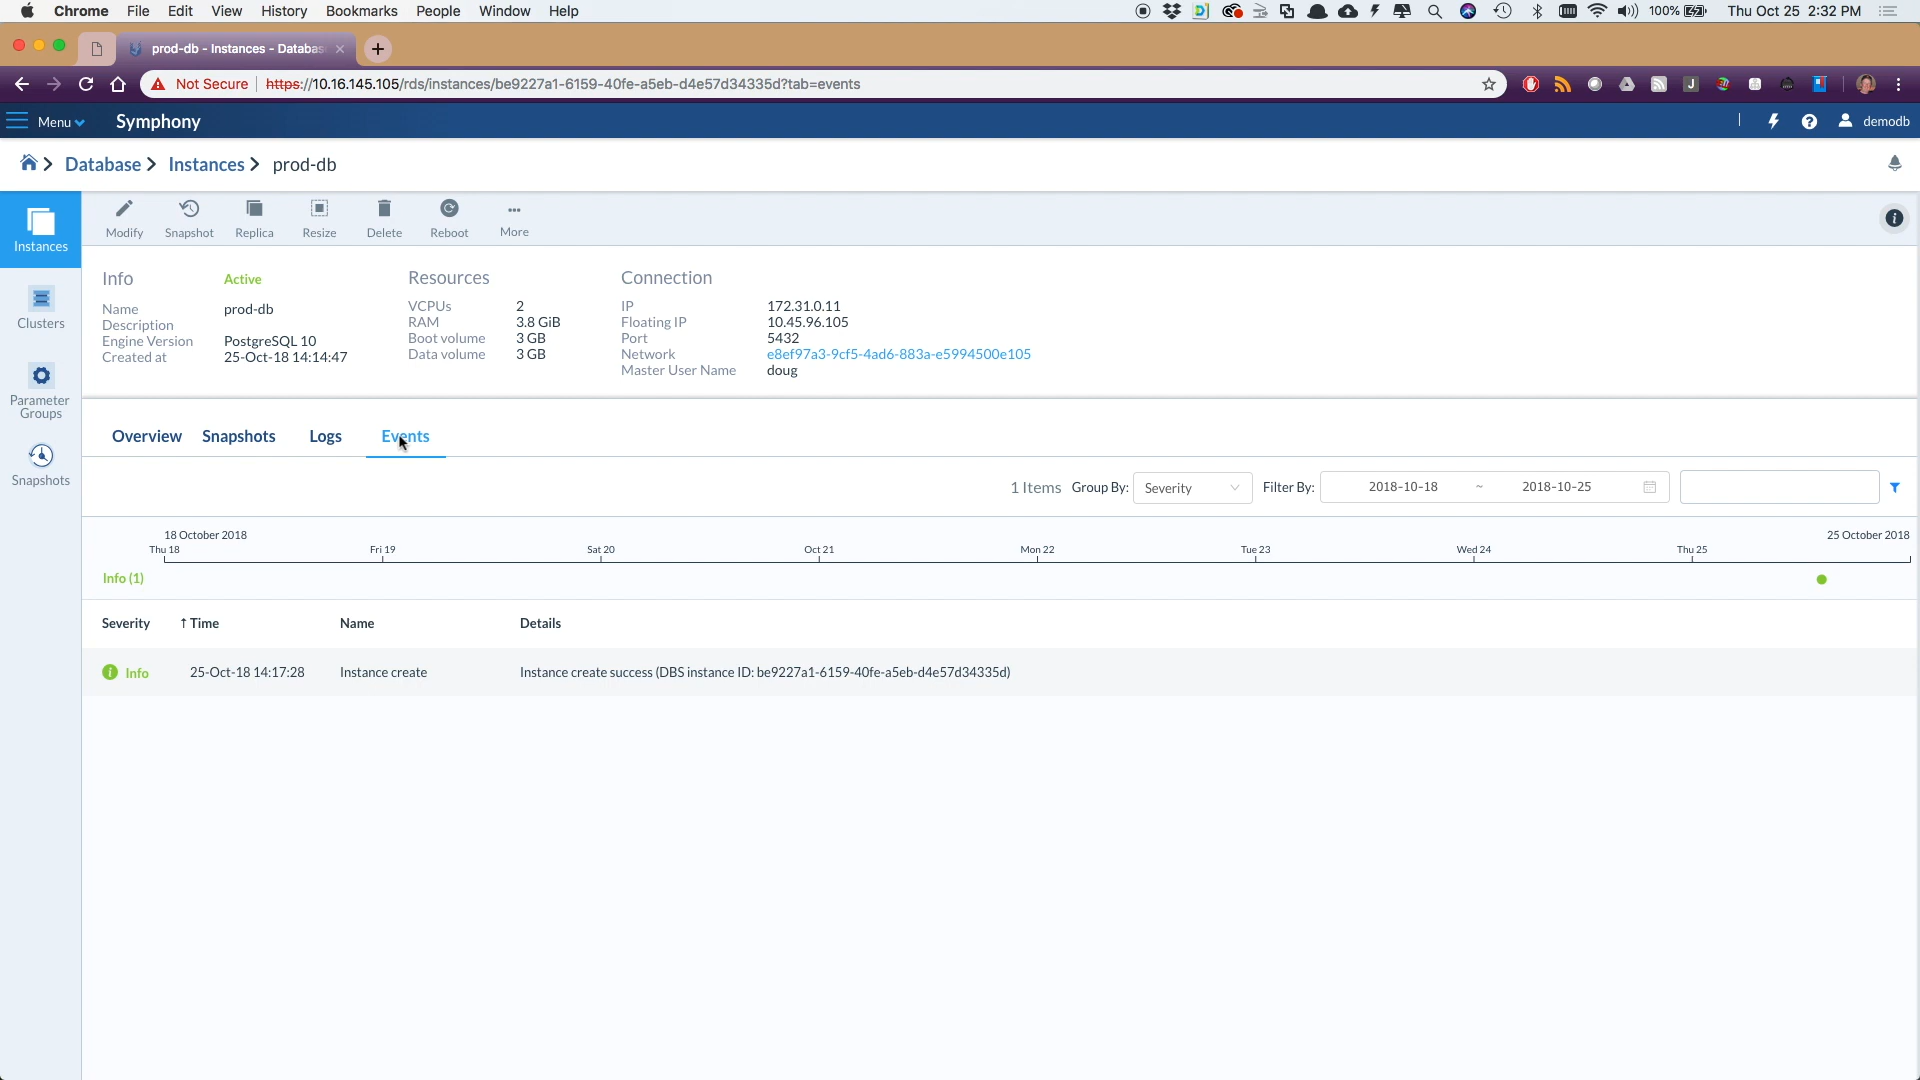 Chrome File Edit View History Bookmarks People Window Help 100% Thu Oct 25 2:32 PM
prod-db - Instances - Databas
Not Secure https://10.16.145.105/rds/instances/be9227a1-6159-40fe-a5eb-d4e57d34335d?tab=events
Menu Symphony demodb
Database Instances prod-db
Modify Snapshot Replica Resize Delete Reboot More
Instances
Clusters
Parameter
Groups
Snapshots
Info Active Resources Connection
Name prod-db VCPUs 2 IP 172.31.0.11
Description RAM 3.8 GiB Floating IP 10.45.96.105
Engine Version PostgreSQL 10 Boot volume 3 GB Port 5432
Created at 25-Oct-18 14:14:47 Data volume 3 GB Network e8ef97a3-9cf5-4ad6-883a-e5994500e105
Master User Name doug
Overview Snapshots Logs Events
1 Items Group By: Severity Filter By: 2018-10-18 ~ 2018-10-25
18 October 2018 25 October 2018
Thu 18 Fri 19 Sat 20 Oct 21 Mon 22 Tue 23 Wed 24 Thu 25
Info (1)
Severity ↑ Time Name Details
Info 25-Oct-18 14:17:28 Instance create Instance create success (DBS instance ID: be9227a1-6159-40fe-a5eb-d4e57d34335d)